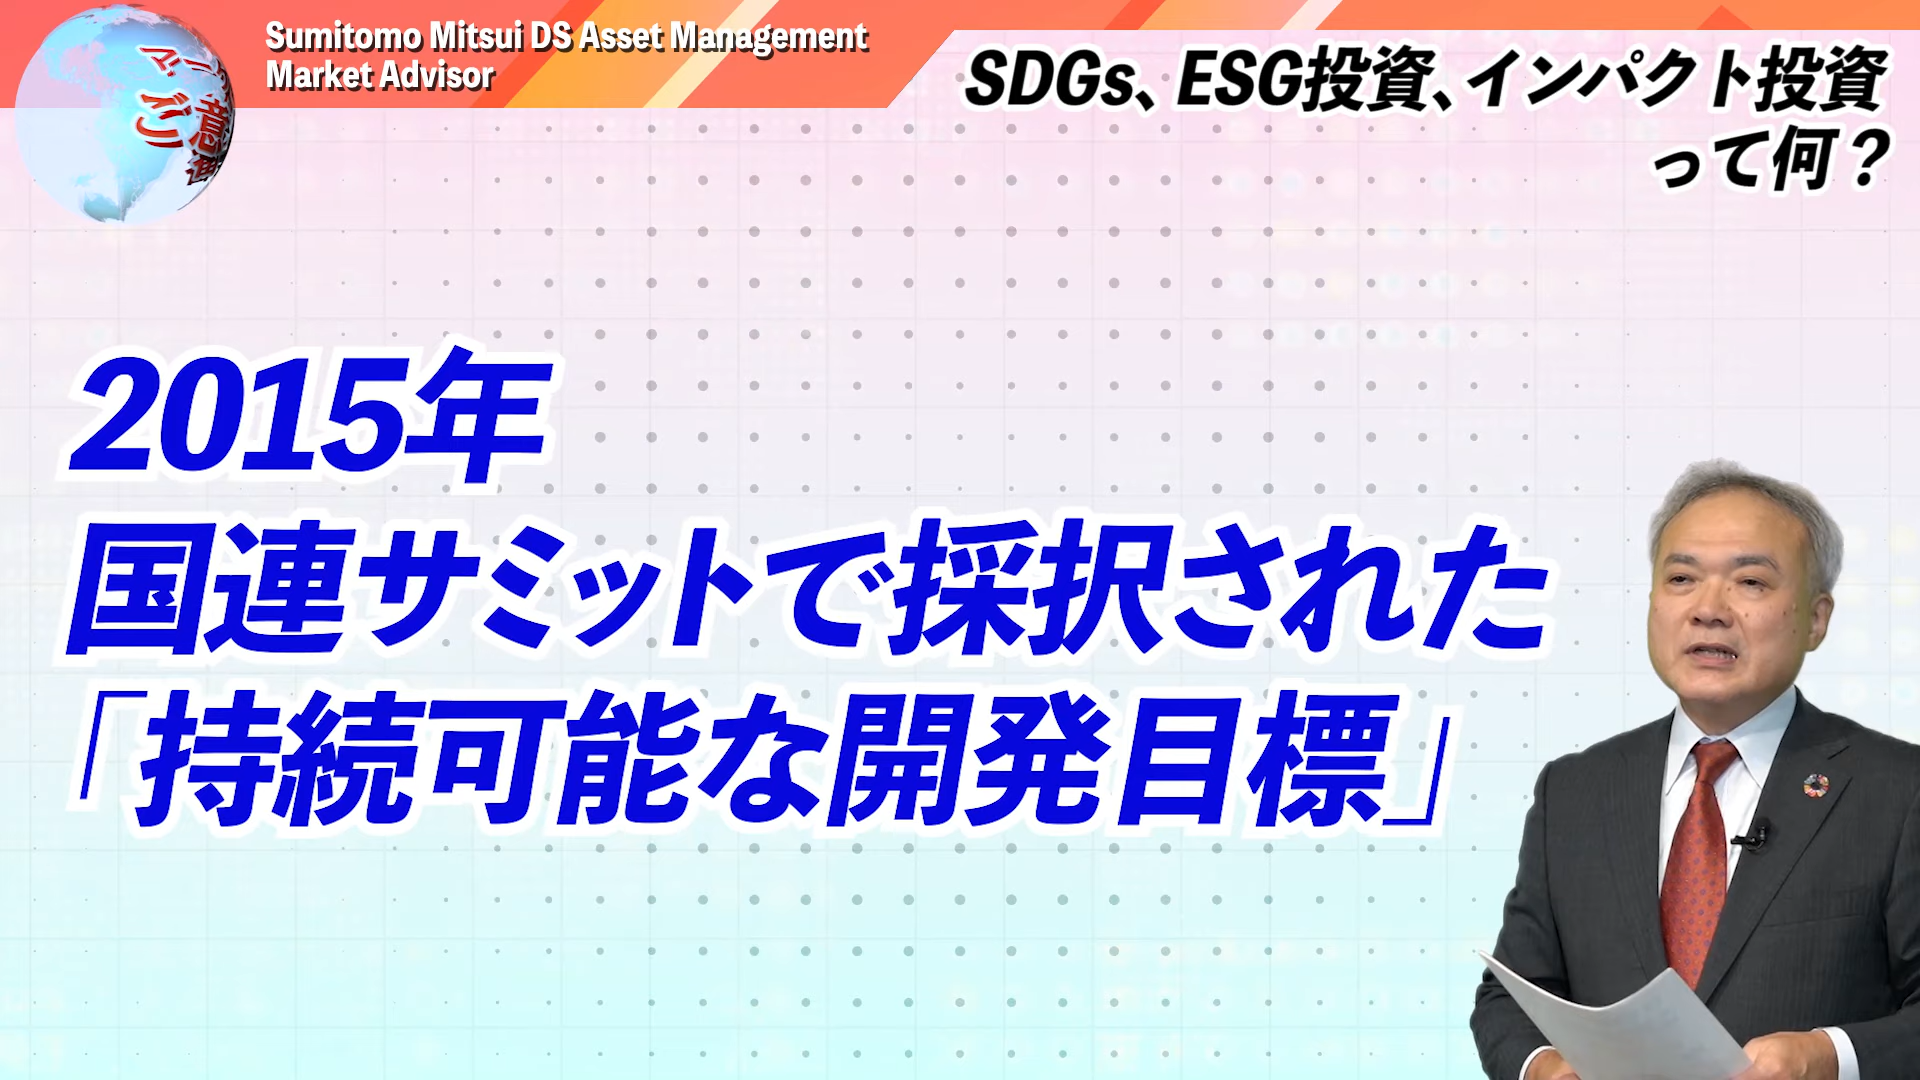 Sumitomo Mitsui DS Asset Management
Market Advisor
SDGs、ESG投資、インパクト投資
って何？
2015年
国連サミットで採択された
「持続可能な開発目標」